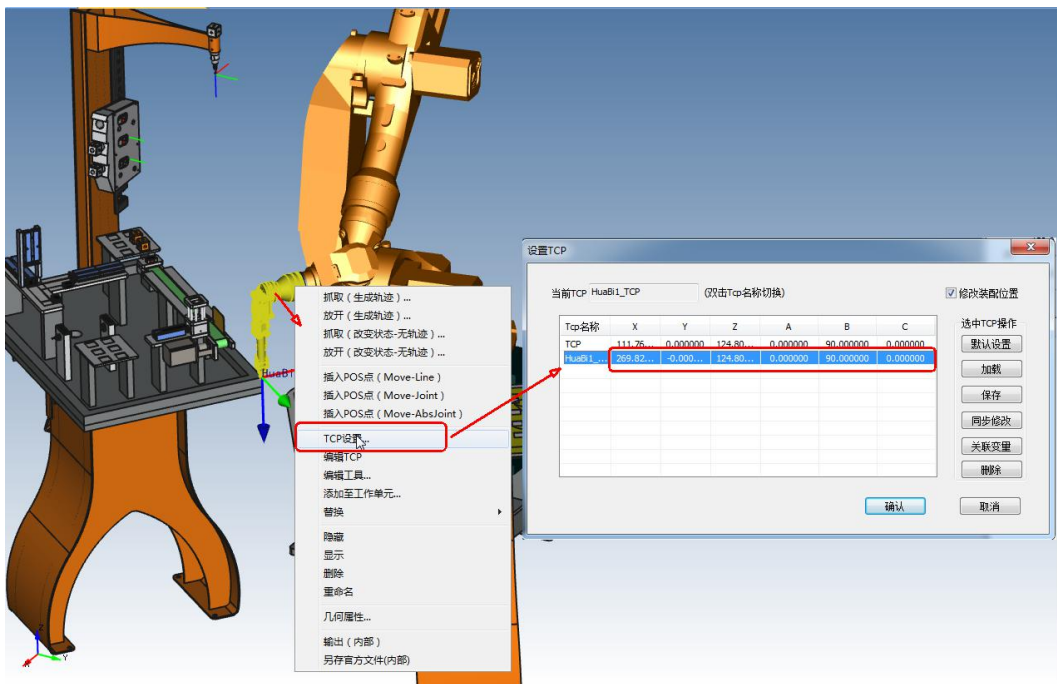 设置TCP
当前TCP HuaBi1_TCP (双击Tcp名称切换) 修改装配位置
Tcp名称 X Y Z A B C
TCP 111.76... 0.000000 124.80... 0.000000 90.000000 0.000000
HuaBi1_... 269.82... -0.000... 124.80... 0.000000 90.000000 0.000000
选中TCP操作
默认设置
加载
保存
同步修改
关联变量
删除
确认 取消
HuaBi1
抓取（生成轨迹）...
放开（生成轨迹）...
抓取（改变状态-无轨迹）...
放开（改变状态-无轨迹）...
插入POS点（Move-Line）
插入POS点（Move-Joint）
插入POS点（Move-AbsJoint）
TCP设置...
编辑TCP
编辑工具...
添加至工作单元...
替换
隐藏
显示
删除
重命名
几何属性...
输出（内部）
另存官方文件(内部)
Z
Y